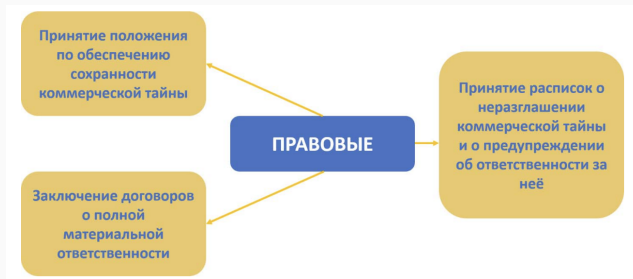 Принятие положения
по обеспечению
сохранности
коммерческой тайны
ПРАВОВЫЕ
Принятие расписок о
неразглашении
коммерческой тайны
и о предупреждении
об ответственности за
неё
Заключение договоров
о полной
материальной
ответственности